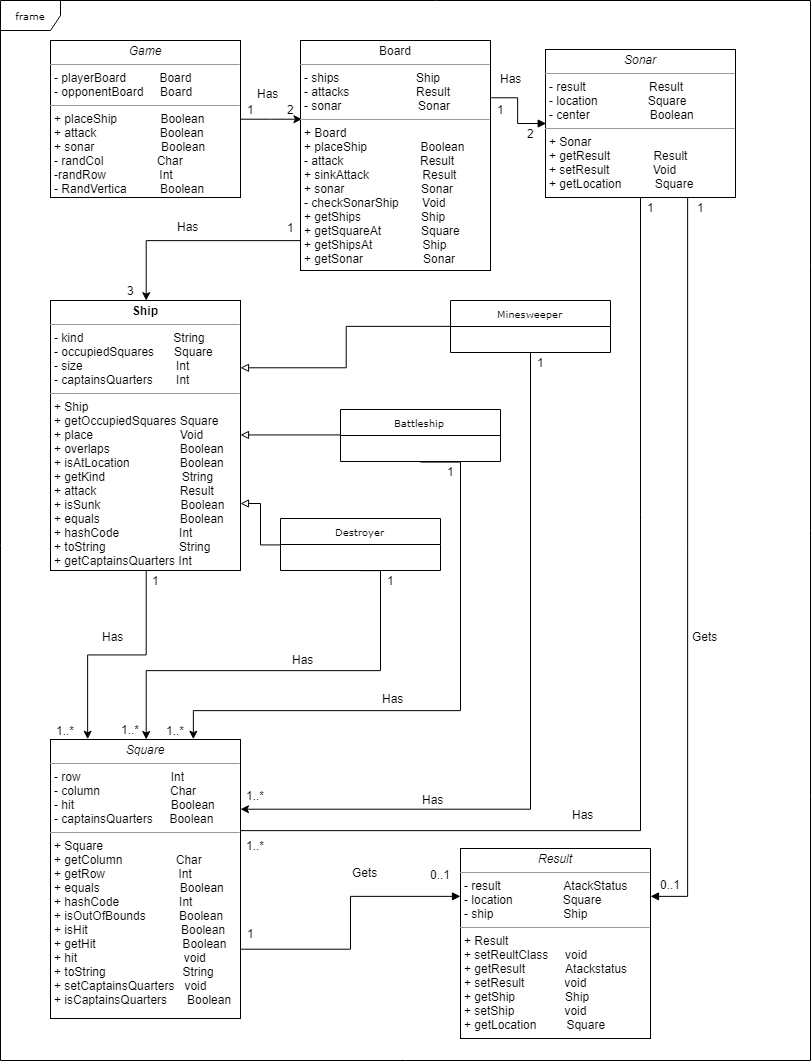 frame
Game
- playerBoard Board
- opponentBoard Board
+ placeShip Boolean
+ attack Boolean
+ sonar Boolean
- randCol Char
-randRow Int
- RandVertica Boolean
Has
1 2
Board
- ships Ship
- attacks Result
- sonar Sonar
+ Board
+ placeShip Boolean
- attack Result
+ sinkAttack Result
+ sonar Sonar
- checkSonarShip Void
+ getShips Ship
+ getSquareAt Square
+ getShipsAt Ship
+ getSonar Sonar
Has
1
2
Sonar
- result Result
- location Square
- center Boolean
+ Sonar
+ getResult Result
+ setResult Void
+ getLocation Square
1 1
Has 1
3
Ship
- kind String
- occupiedSquares Square
- size Int
- captainsQuarters Int
+ Ship
+ getOccupiedSquares Square
+ place Void
+ overlaps Boolean
+ isAtLocation Boolean
+ getKind String
+ attack Result
+ isSunk Boolean
+ equals Boolean
+ hashCode Int
+ toString String
+ getCaptainsQuarters Int
Minesweeper
1
Battleship
1
Destroyer
1
1
Has
Has
Has
Gets
1..* 1..* 1..*
Square
- row Int
- column Char
- hit Boolean
- captainsQuarters Boolean
+ Square
+ getColumn Char
+ getRow Int
+ equals Boolean
+ hashCode Int
+ isOutOfBounds Boolean
+ isHit Boolean
+ getHit Boolean
+ hit void
+ toString String
+ setCaptainsQuarters void
+ isCaptainsQuarters Boolean
1..*
Has
Has
1..*
Gets
0..1
0..1
1
Result
- result AtackStatus
- location Square
- ship Ship
+ Result
+ setReultClass void
+ getResult Atackstatus
+ setResult void
+ getShip Ship
+ setShip void
+ getLocation Square